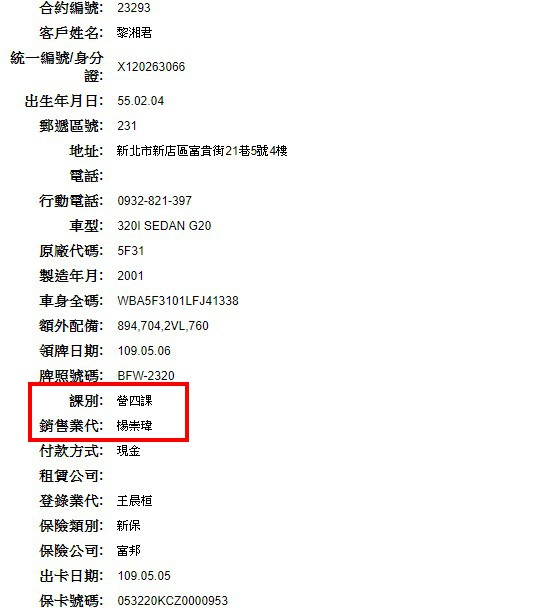 合約編號: 23293
客戶姓名: 黎湘君
統一編號/身分
證: X120263066
出生年月日: 55.02.04
郵遞區號: 231
地址: 新北市新店區富貴街21巷5號4樓
電話:
行動電話: 0932-821-397
車型: 320I SEDAN G20
原廠代碼: 5F31
製造年月: 2001
車身全碼: WBA5F3101LFJ41338
額外配備: 894,704,2VL,760
領牌日期: 109.05.06
牌照號碼: BFW-2320
課別: 營四課
銷售業代: 楊崇瑋
付款方式: 現金
租賃公司:
登錄業代: 王晨桓
保險類別: 新保
保險公司: 富邦
出卡日期: 109.05.05
保卡號碼: 053220KCZ0000953